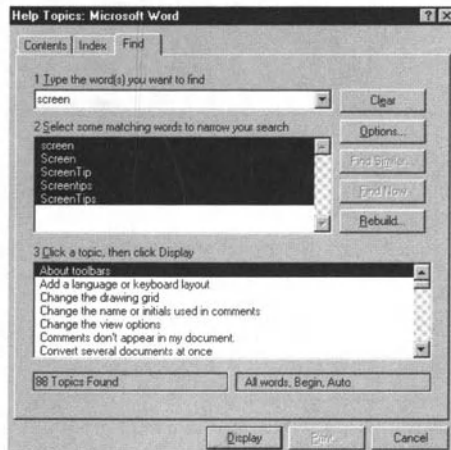 Help Topics: Microsoft Word
Contents Index Find
1 Type the word(s) you want to find
screen
Clear
2 Select some matching words to narrow your search
Options...
screen
Screen
ScreenTip
Screentips
ScreenTips
Find Similar...
Find Now
Rebuild...
3 Click a topic, then click Display
About toolbars
Add a language or keyboard layout
Change the drawing grid
Change the name or initials used in comments
Change the view options
Comments don't appear in my document.
Convert several documents at once
88 Topics Found
All words, Begin, Auto
Display Print... Cancel